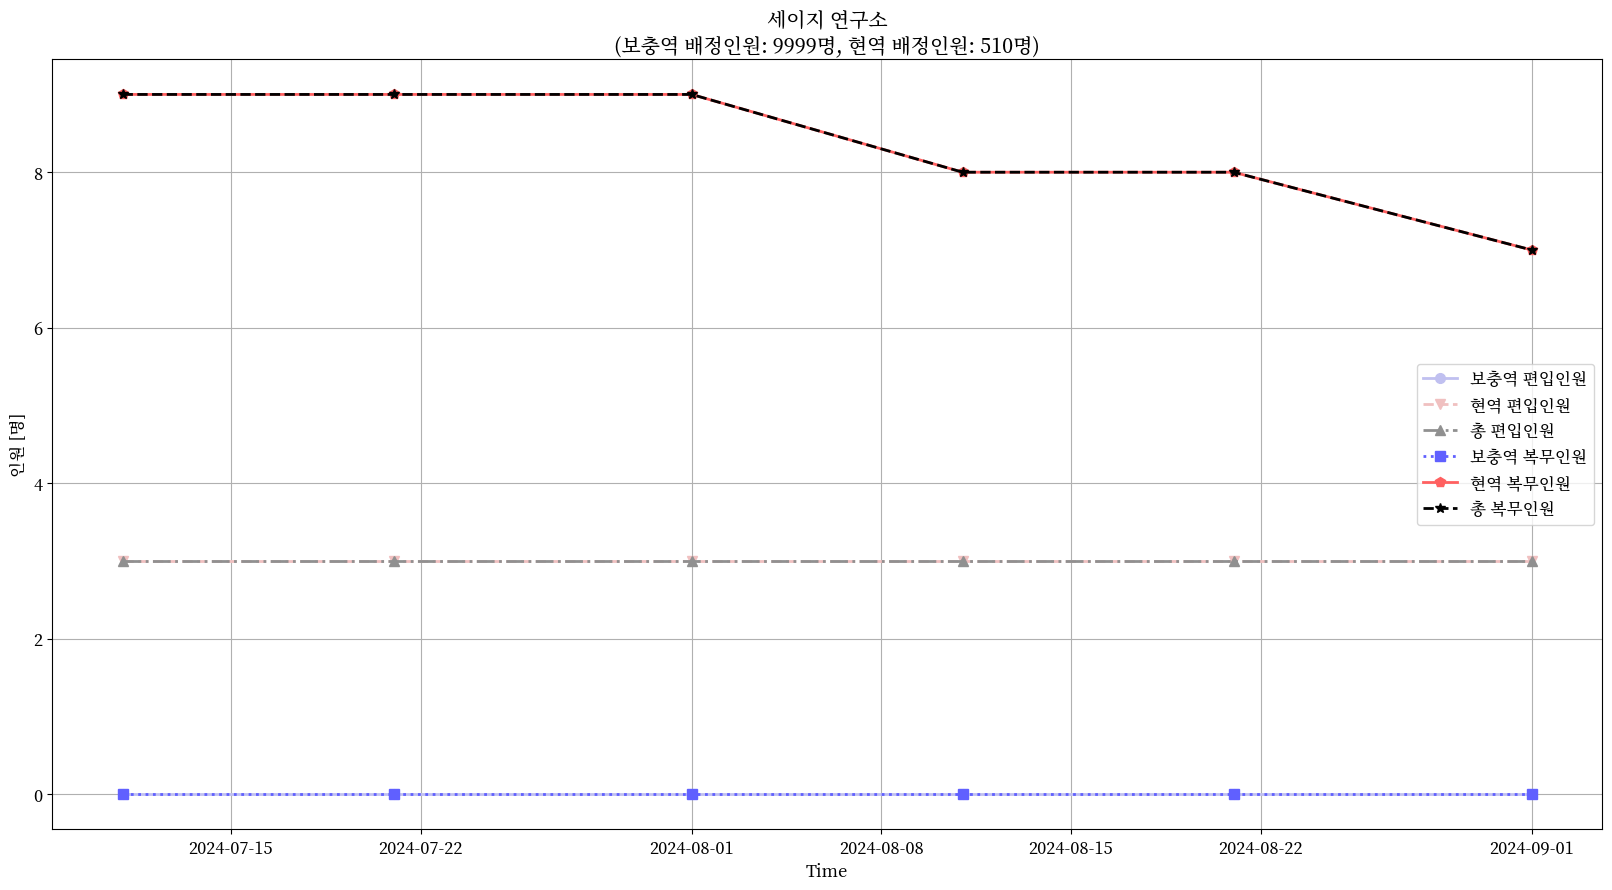 세이지 연구소
(보충역 배정인원: 9999명, 현역 배정인원: 510명)
인원 [명]
8
6
4
2
0
보충역 편입인원
현역 편입인원
총 편입인원
보충역 복무인원
현역 복무인원
총 복무인원
2024-07-15
2024-07-22
2024-08-01
2024-08-08
2024-08-15
2024-08-22
2024-09-01
Time